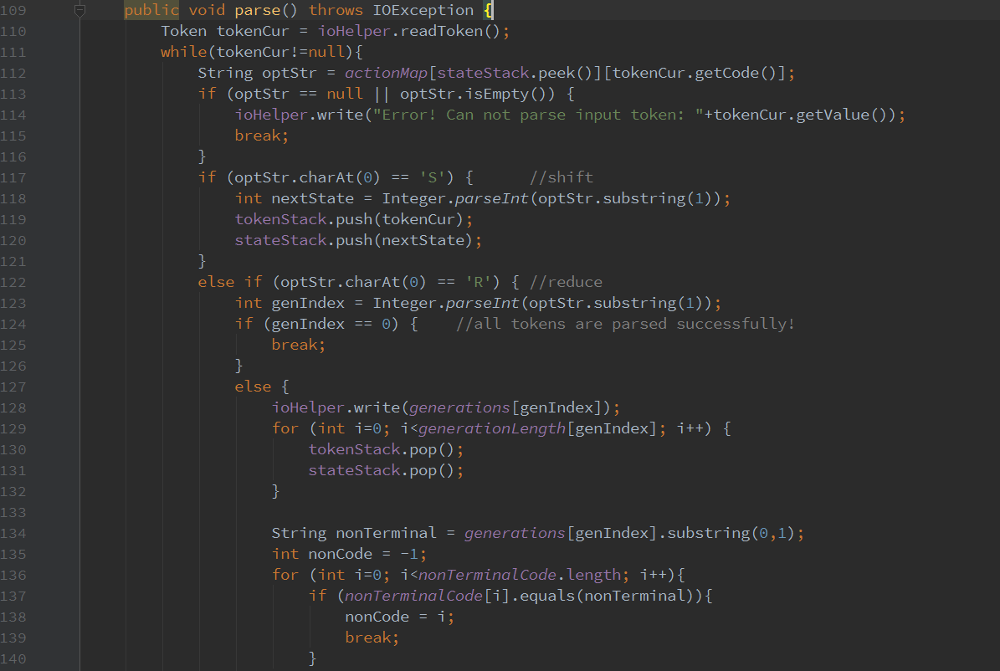 109 public void parse() throws IOException {
110 Token tokenCur = ioHelper.readToken();
111 while(tokenCur!=null){
112 String optStr = actionMap[stateStack.peek()][tokenCur.getCode()];
113 if (optStr == null || optStr.isEmpty()) {
114 ioHelper.write("Error! Can not parse input token: "+tokenCur.getValue());
115 break;
116 }
117 if (optStr.charAt(0) == 'S') { //shift
118 int nextState = Integer.parseInt(optStr.substring(1));
119 tokenStack.push(tokenCur);
120 stateStack.push(nextState);
121 }
122 else if (optStr.charAt(0) == 'R') { //reduce
123 int genIndex = Integer.parseInt(optStr.substring(1));
124 if (genIndex == 0) { //all tokens are parsed successfully!
125 break;
126 }
127 else {
128 ioHelper.write(generations[genIndex]);
129 for (int i=0; i<generationLength[genIndex]; i++) {
130 tokenStack.pop();
131 stateStack.pop();
132 }
133
134 String nonTerminal = generations[genIndex].substring(0,1);
135 int nonCode = -1;
136 for (int i=0; i<nonTerminalCode.length; i++){
137 if (nonTerminalCode[i].equals(nonTerminal)){
138 nonCode = i;
139 break;
140 }